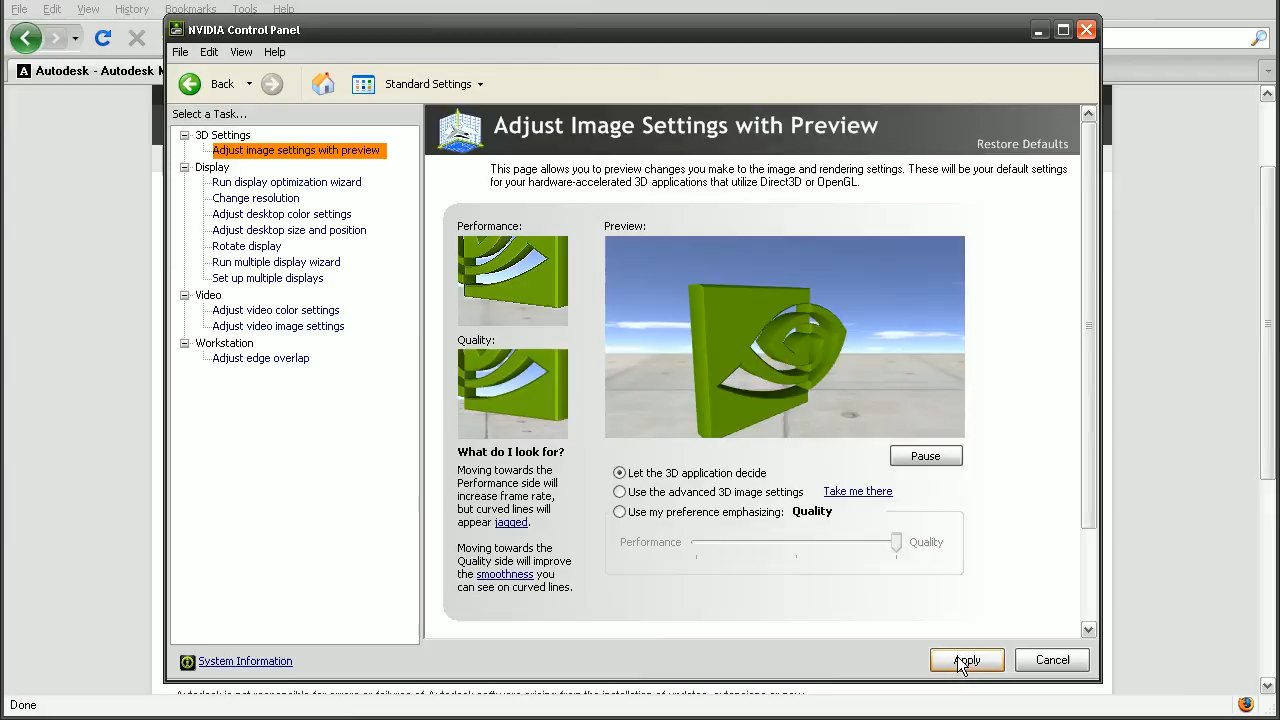 File Edit View History Bookmarks Tools Help
NVIDIA Control Panel
File Edit View Help
Back Standard Settings
A Autodesk - Autodesk
Select a Task...
3D Settings
Adjust image settings with preview
Display
Run display optimization wizard
Change resolution
Adjust desktop color settings
Adjust desktop size and position
Rotate display
Run multiple display wizard
Set up multiple displays
Video
Adjust video color settings
Adjust video image settings
Workstation
Adjust edge overlap
System Information
Adjust Image Settings with Preview
Restore Defaults
This page allows you to preview changes you make to the image and rendering settings. These will be your default settings
for your hardware-accelerated 3D applications that utilize Direct3D or OpenGL.
Performance:
Quality:
What do I look for?
Moving towards the
Performance side will
increase frame rate,
but curved lines will
appear jagged.
Moving towards the
Quality side will improve
the smoothness you
can see on curved lines.
Preview:
Pause
Let the 3D application decide
Use the advanced 3D image settings Take me there
Use my preference emphasizing: Quality
Performance Quality
Apply Cancel
Done